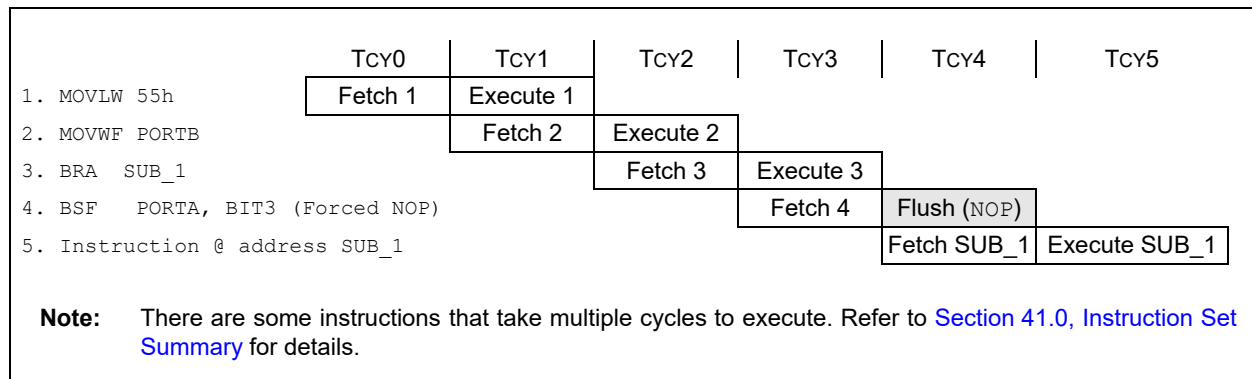 TCY0 TCY1 TCY2 TCY3 TCY4 TCY5
1. MOVLW 55h Fetch 1 Execute 1
2. MOVWF PORTB Fetch 2 Execute 2
3. BRA SUB_1 Fetch 3 Execute 3
4. BSF PORTA, BIT3 (Forced NOP) Fetch 4 Flush (NOP)
5. Instruction @ address SUB_1 Fetch SUB_1 Execute SUB_1
Note: There are some instructions that take multiple cycles to execute. Refer to Section 41.0, Instruction Set
Summary for details.